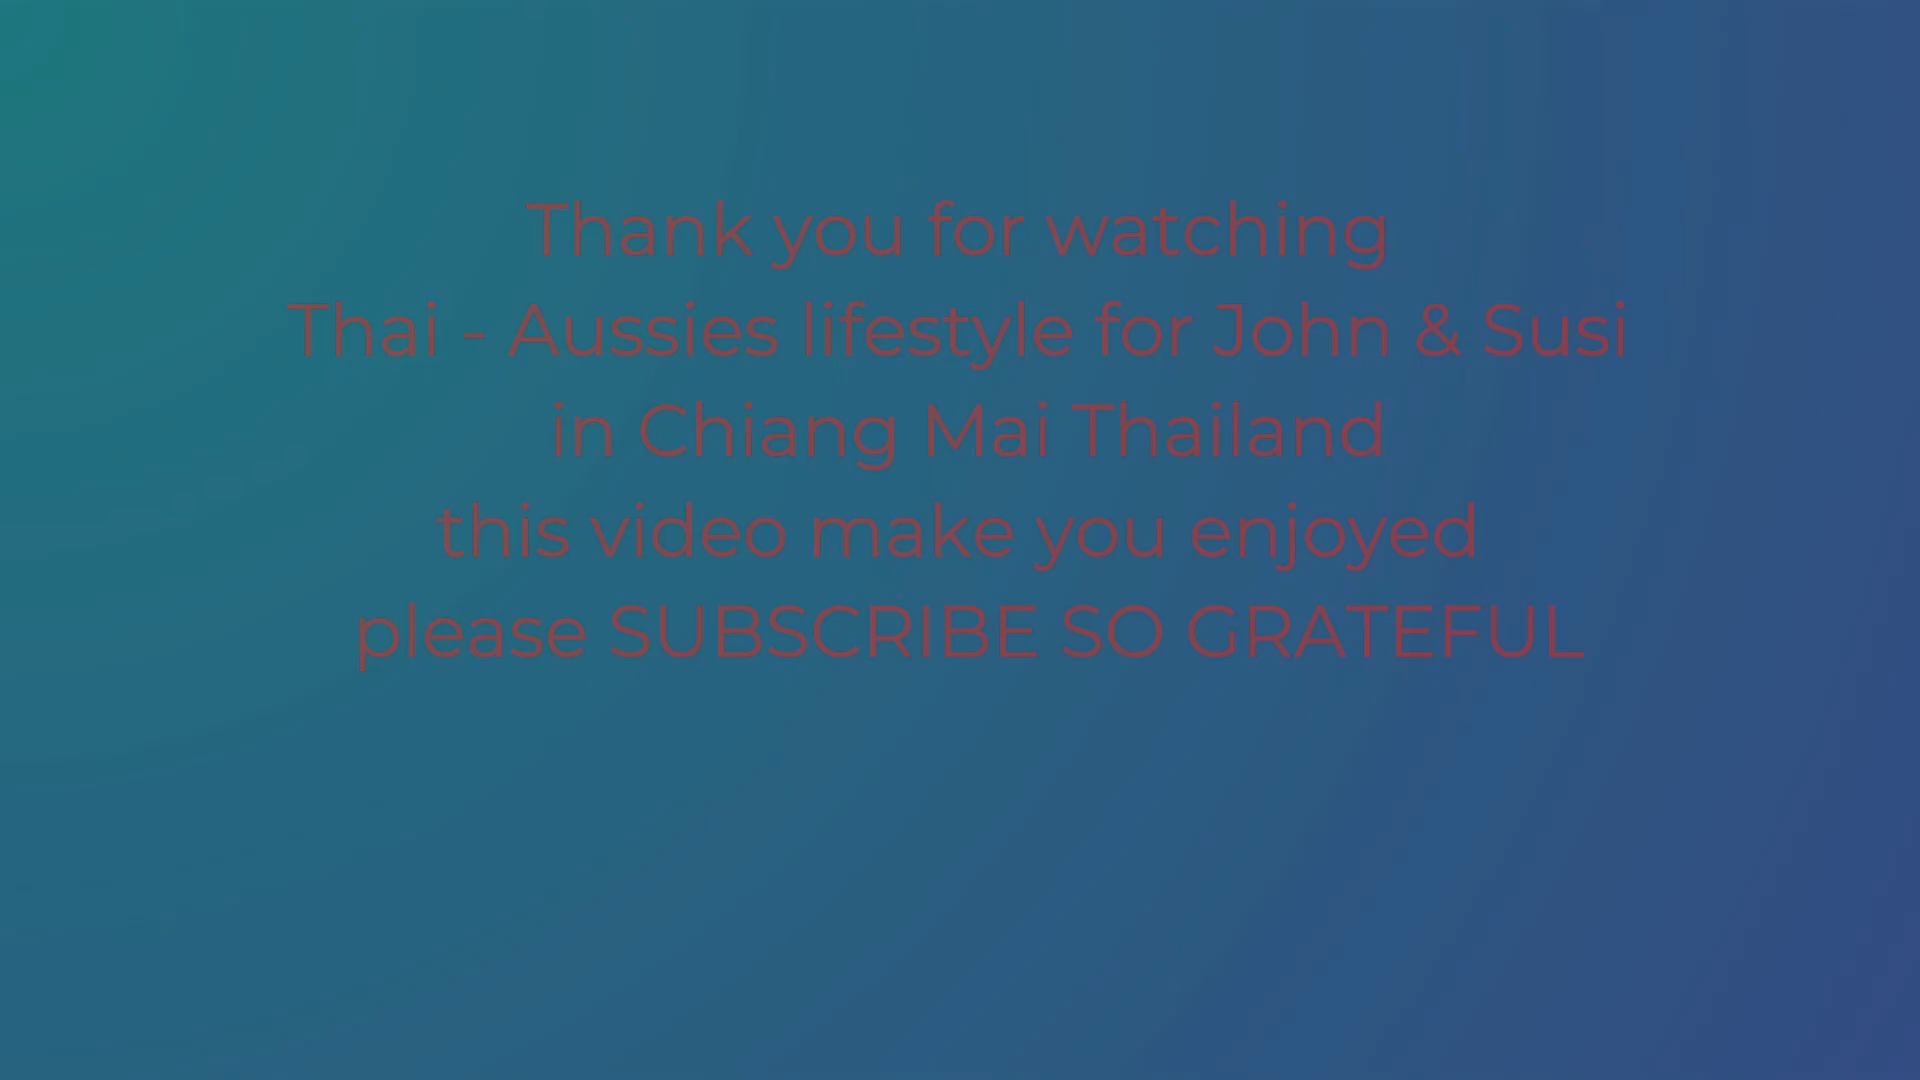 Thank you for watching
Thai - Aussies lifestyle for John & Susi
in Chiang Mai Thailand
this video make you enjoyed
please SUBSCRIBE SO GRATEFUL